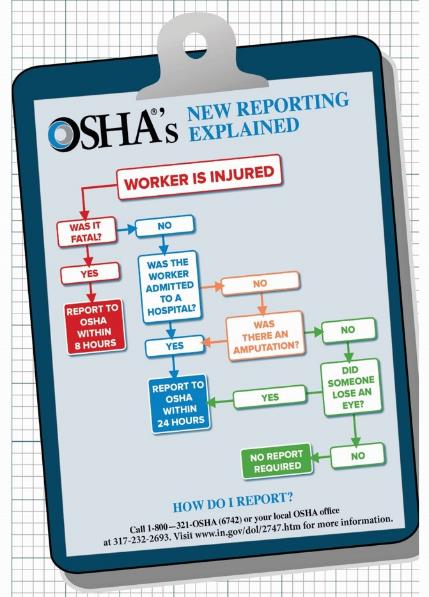 OSHA®'s NEW REPORTING
EXPLAINED
WORKER IS INJURED
WAS IT
FATAL?
NO
YES
REPORT TO
OSHA
WITHIN
8 HOURS
WAS THE
WORKER
ADMITTED
TO A
HOSPITAL?
NO
YES
WAS
THERE AN
AMPUTATION?
NO
REPORT TO
OSHA
WITHIN
24 HOURS
YES
DID
SOMEONE
LOSE AN
EYE?
NO REPORT
REQUIRED
NO
HOW DO I REPORT?
Call 1-800—321-OSHA (6742) or your local OSHA office
at 317-232-2693. Visit www.in.gov/dol/2747.htm for more information.